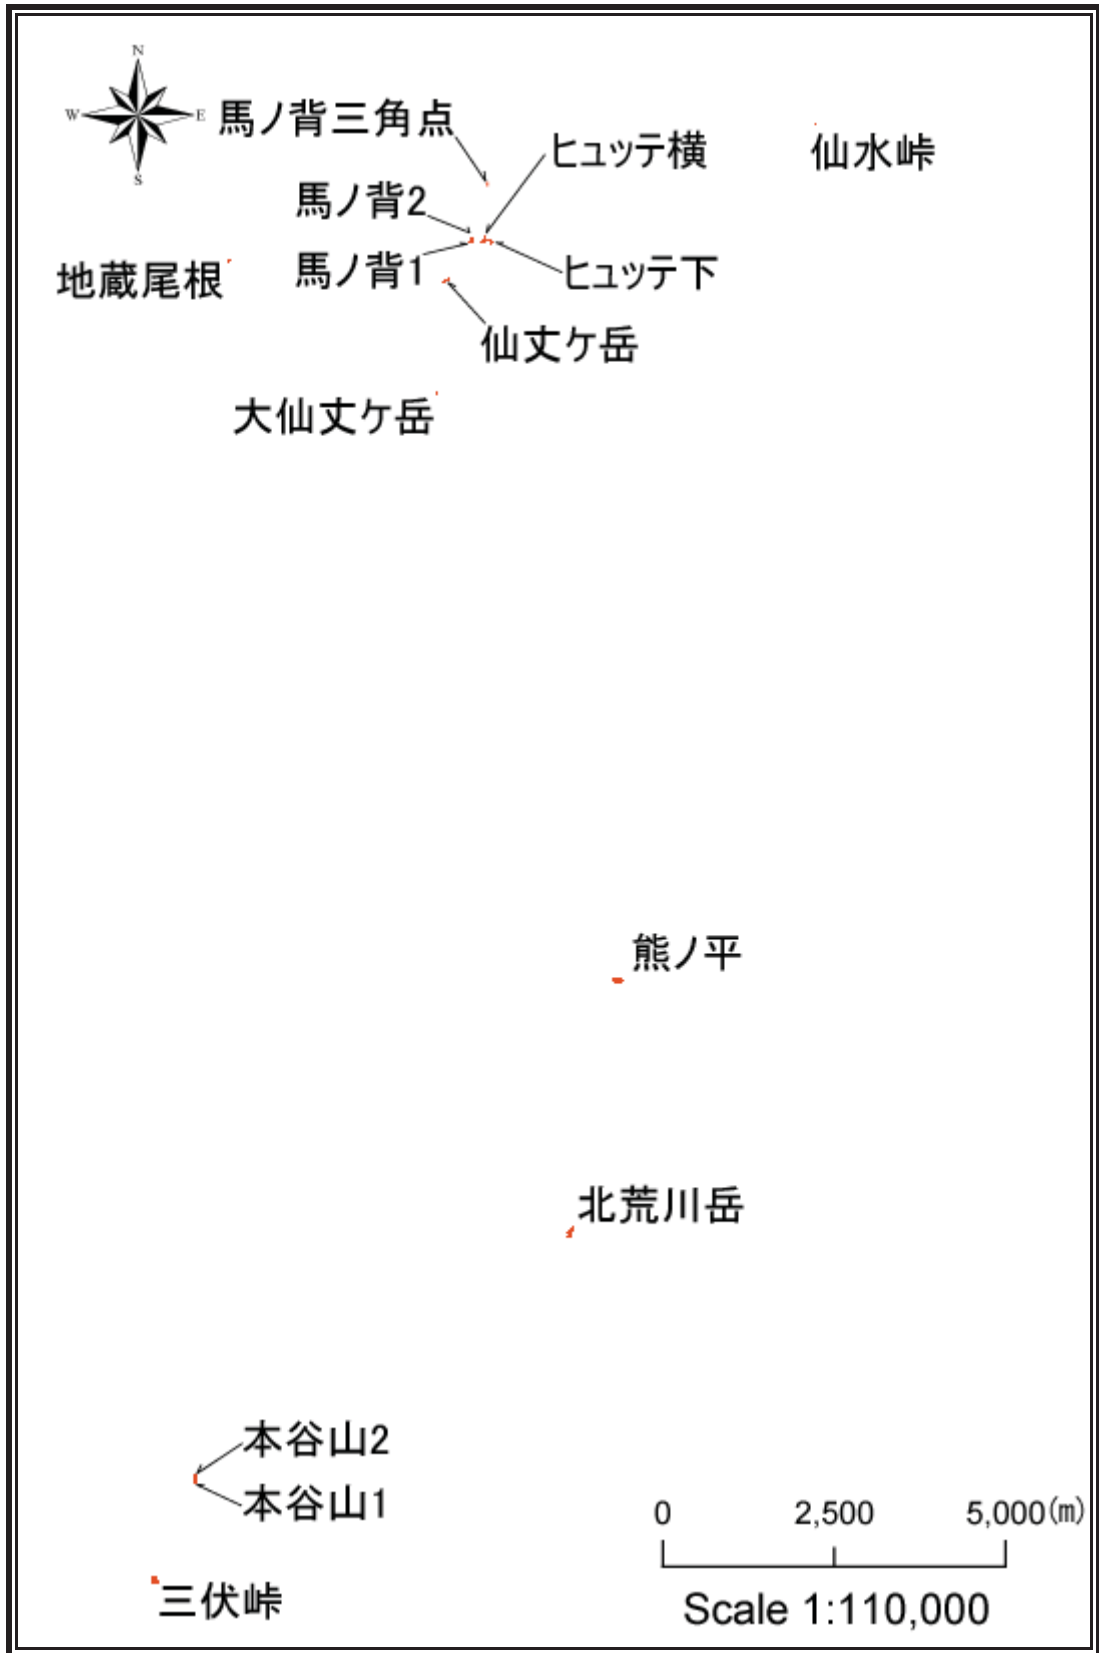 N
W
E
S
馬ノ背三角点
ヒュッテ横
仙水峠
馬ノ背2
地蔵尾根
馬ノ背1
ヒュッテ下
仙丈ケ岳
大仙丈ケ岳
熊ノ平
北荒川岳
本谷山2
本谷山1
0 2,500 5,000(m)
Scale 1:110,000
三伏峠